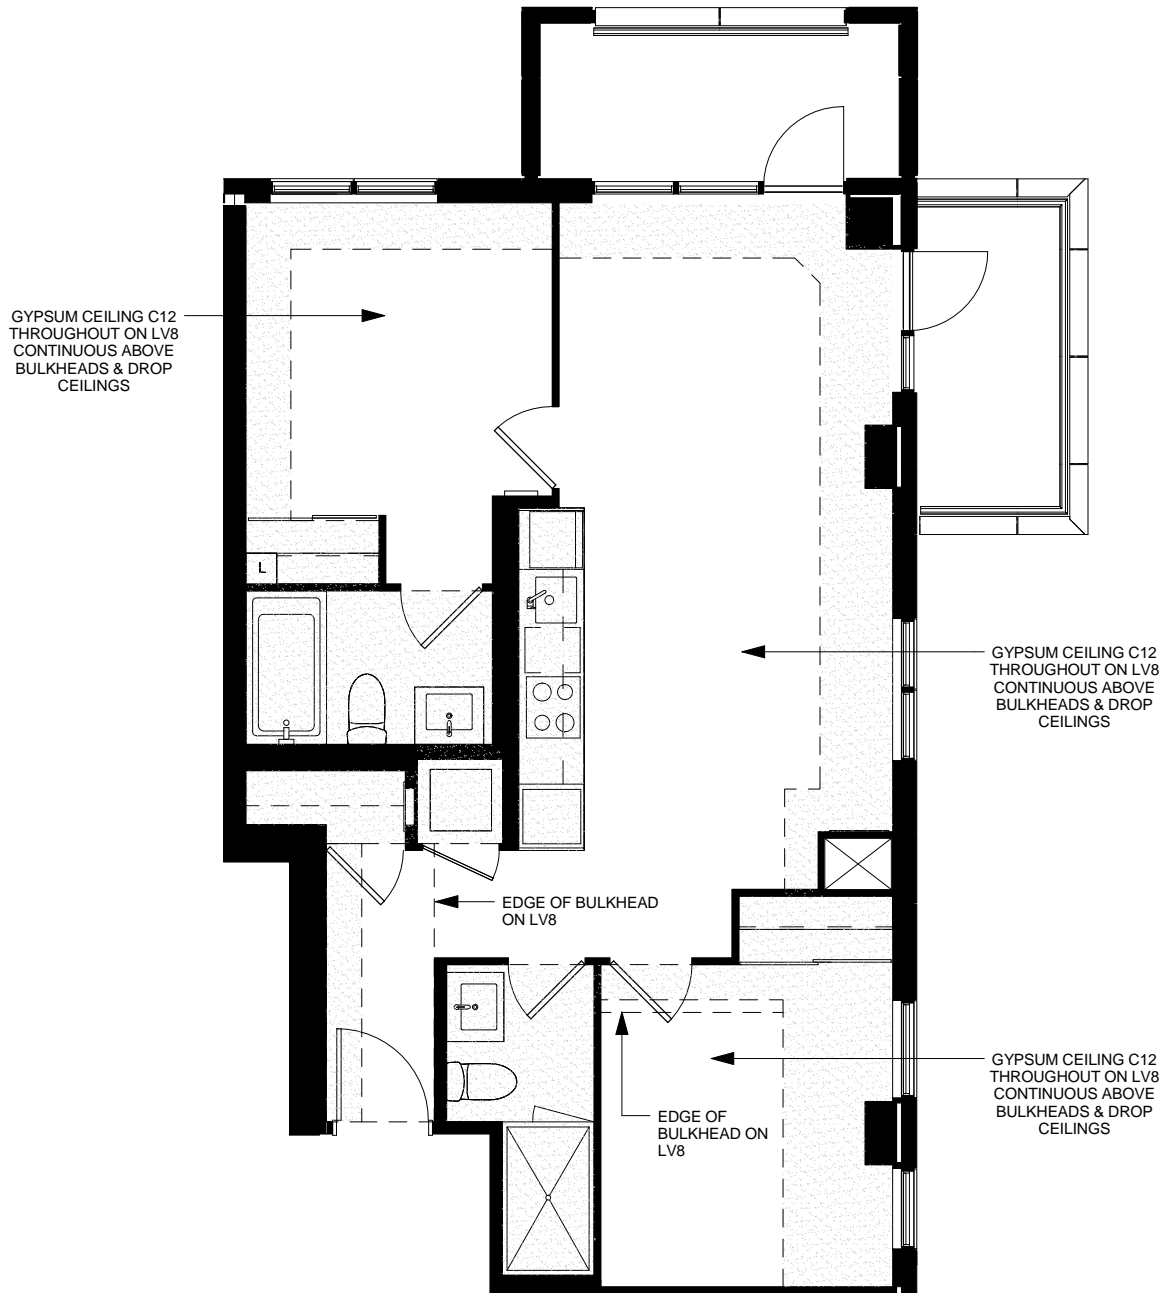 GYPSUM CEILING C12
THROUGHOUT ON LV8
CONTINUOUS ABOVE
BULKHEADS & DROP
CEILINGS
L
GYPSUM CEILING C12
THROUGHOUT ON LV8
CONTINUOUS ABOVE
BULKHEADS & DROP
CEILINGS
EDGE OF BULKHEAD
ON LV8
GYPSUM CEILING C12
THROUGHOUT ON LV8
CONTINUOUS ABOVE
BULKHEADS & DROP
CEILINGS
EDGE OF
BULKHEAD ON
LV8